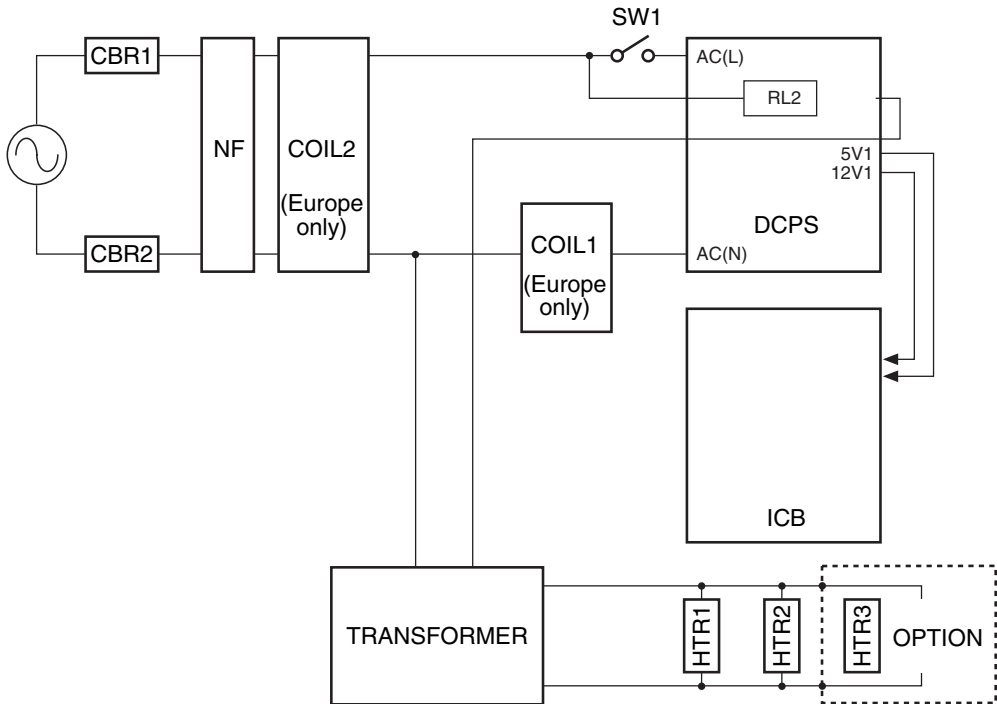 SW1
CBR1
AC(L)
RL2
NF
COIL2
(Europe
only)
5V1
12V1
DCPS
CBR2
COIL1
(Europe
only)
AC(N)
ICB
TRANSFORMER
HTR1
HTR2
HTR3
OPTION